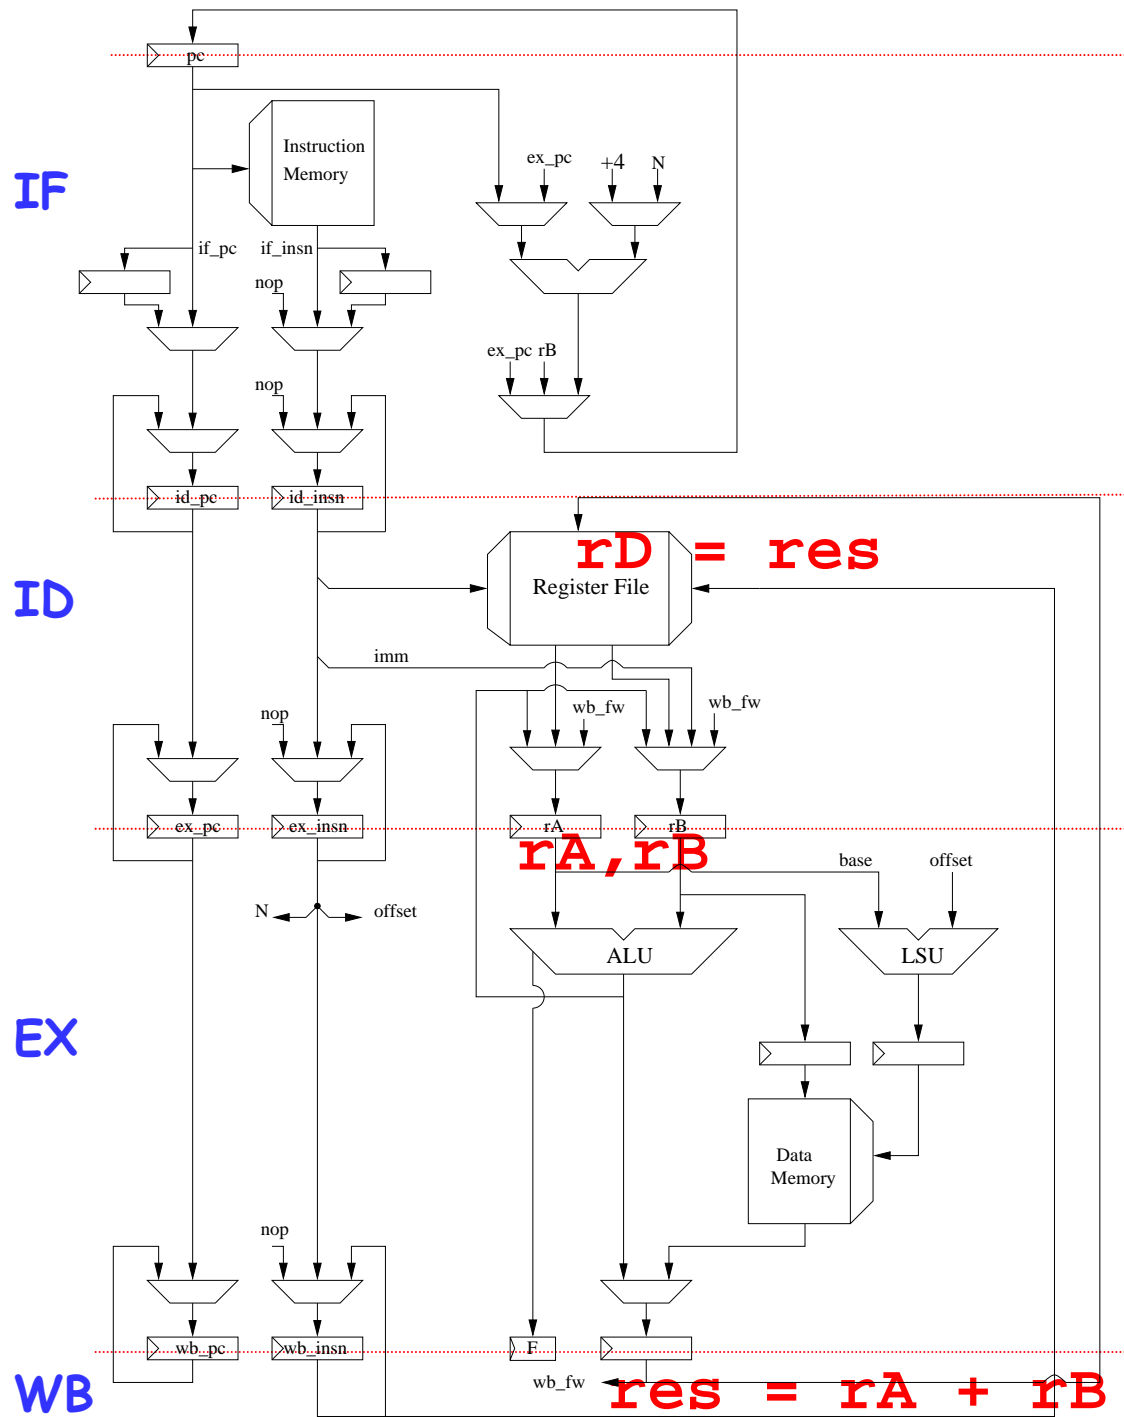 pc
Instruction
Memory
IF
ex_pc
+4
N
if_pc
if_insn
nop
ex_pc
rB
nop
id_pc
id_insn
rD = res
ID
Register File
imm
nop
wb_fw
wb_fw
ex_pc
ex_insn
rA
rB
rA,rB
base
offset
N
offset
ALU
LSU
EX
Data
Memory
nop
wb_pc
wb_insn
F
WB
wb_fw
res = rA + rB